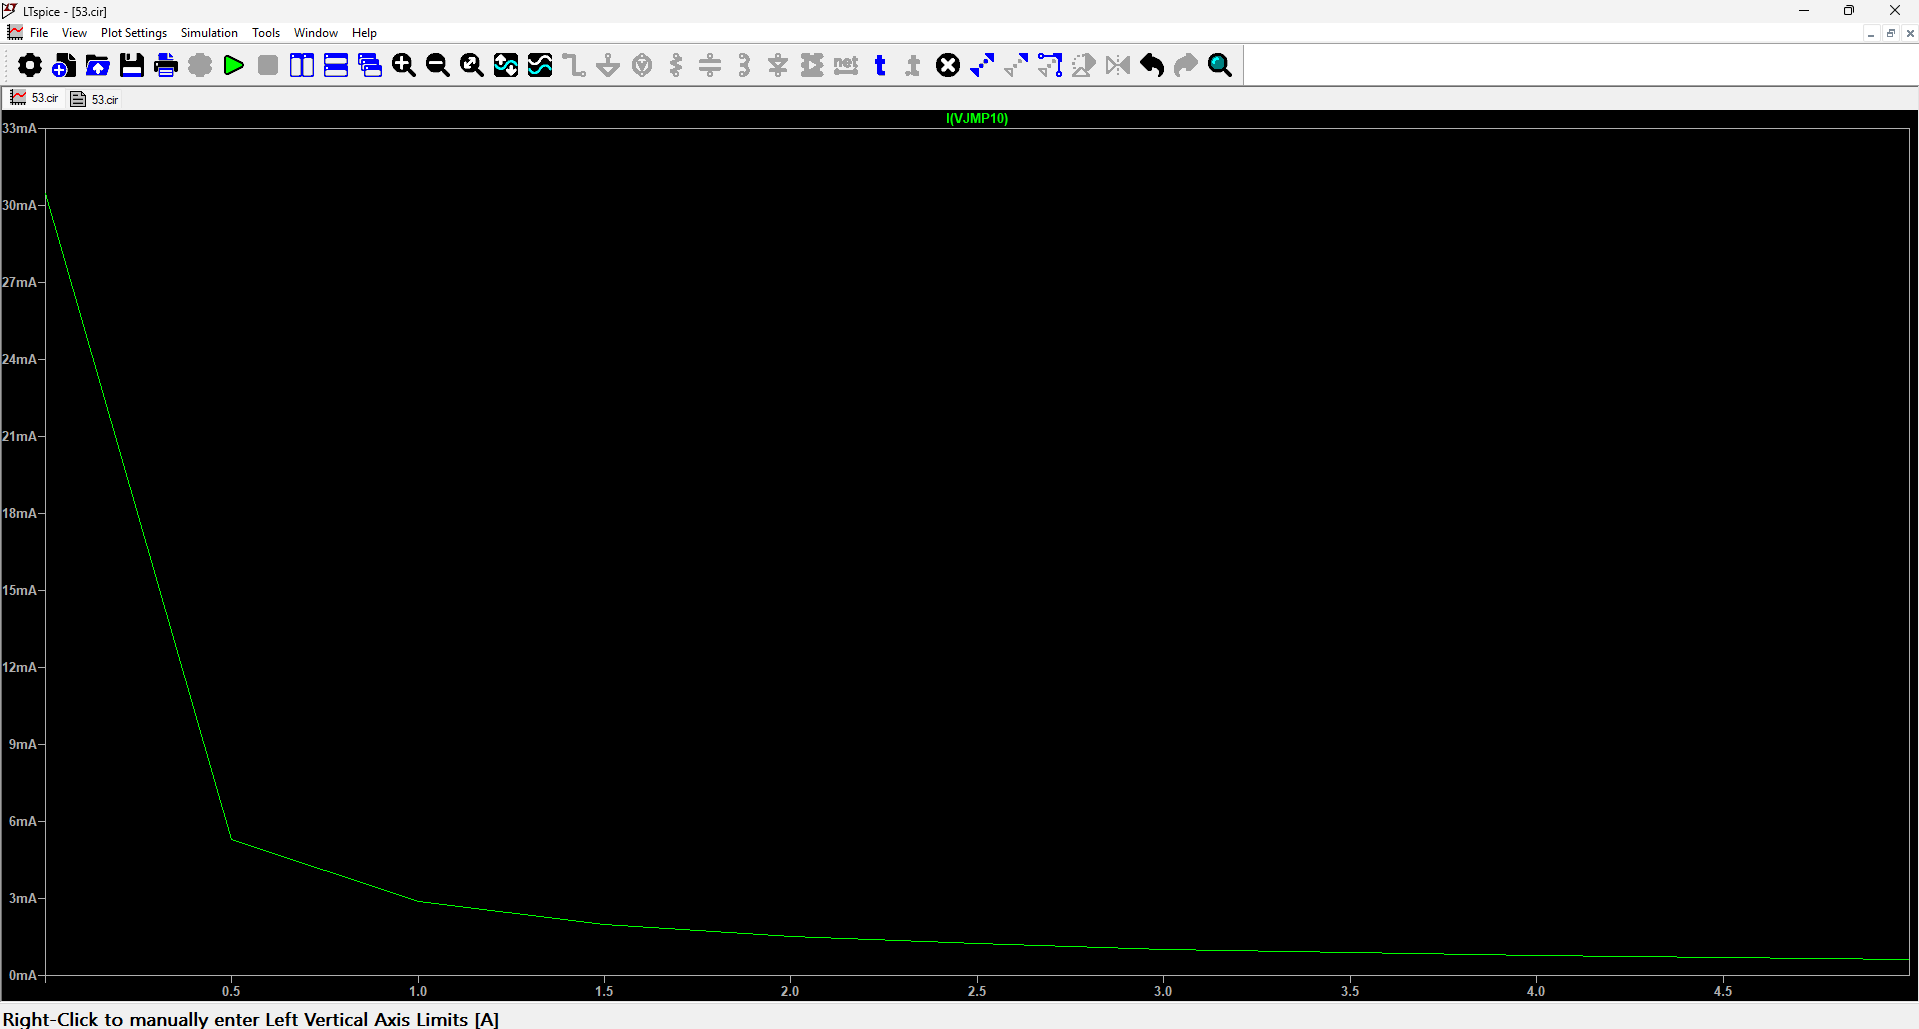 LTspice - [53.cir]
File View Plot Settings Simulation Tools Window Help
net
t
t
53.cir 53.cir
I(VJMP10)
33mA
30mA
27mA
24mA
21mA
18mA
15mA
12mA
9mA
6mA
3mA
0mA
0.5 1.0 1.5 2.0 2.5 3.0 3.5 4.0 4.5
Right-Click to manually enter Left Vertical Axis Limits [A]